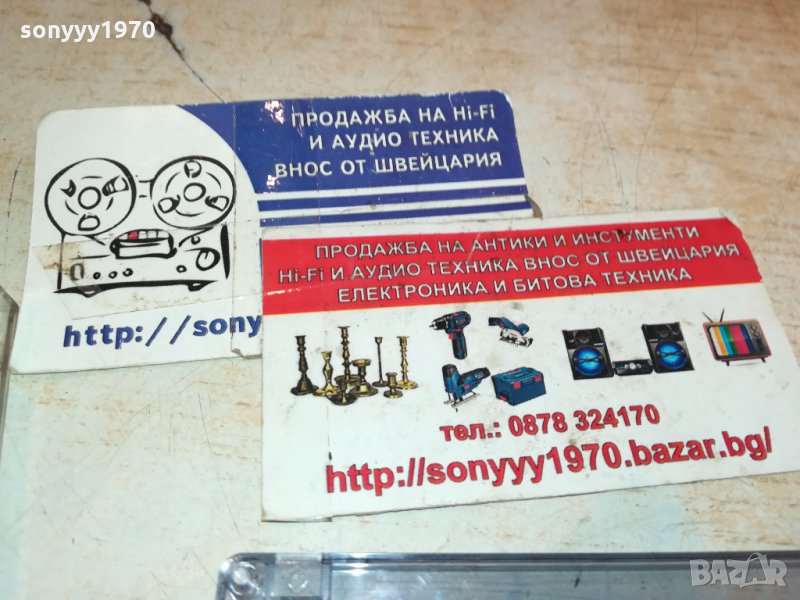 sonyyy1970
ПРОДАЖБА НА Hi-Fi
И АУДИО ТЕХНИКА
ВНОС ОТ ШВЕЙЦАРИЯ
http://sony
ПРОДАЖБА НА АНТИКИ И ИНСТУМЕНТИ
Hi-Fi И АУДИО ТЕХНИКА ВНОС ОТ ШВЕЙЦАРИЯ
ЕЛЕКТРОНИКА И БИТОВА ТЕХНИКА
тел.: 0878 324170
http://sonyyy1970.bazar.bg/
BAZAR